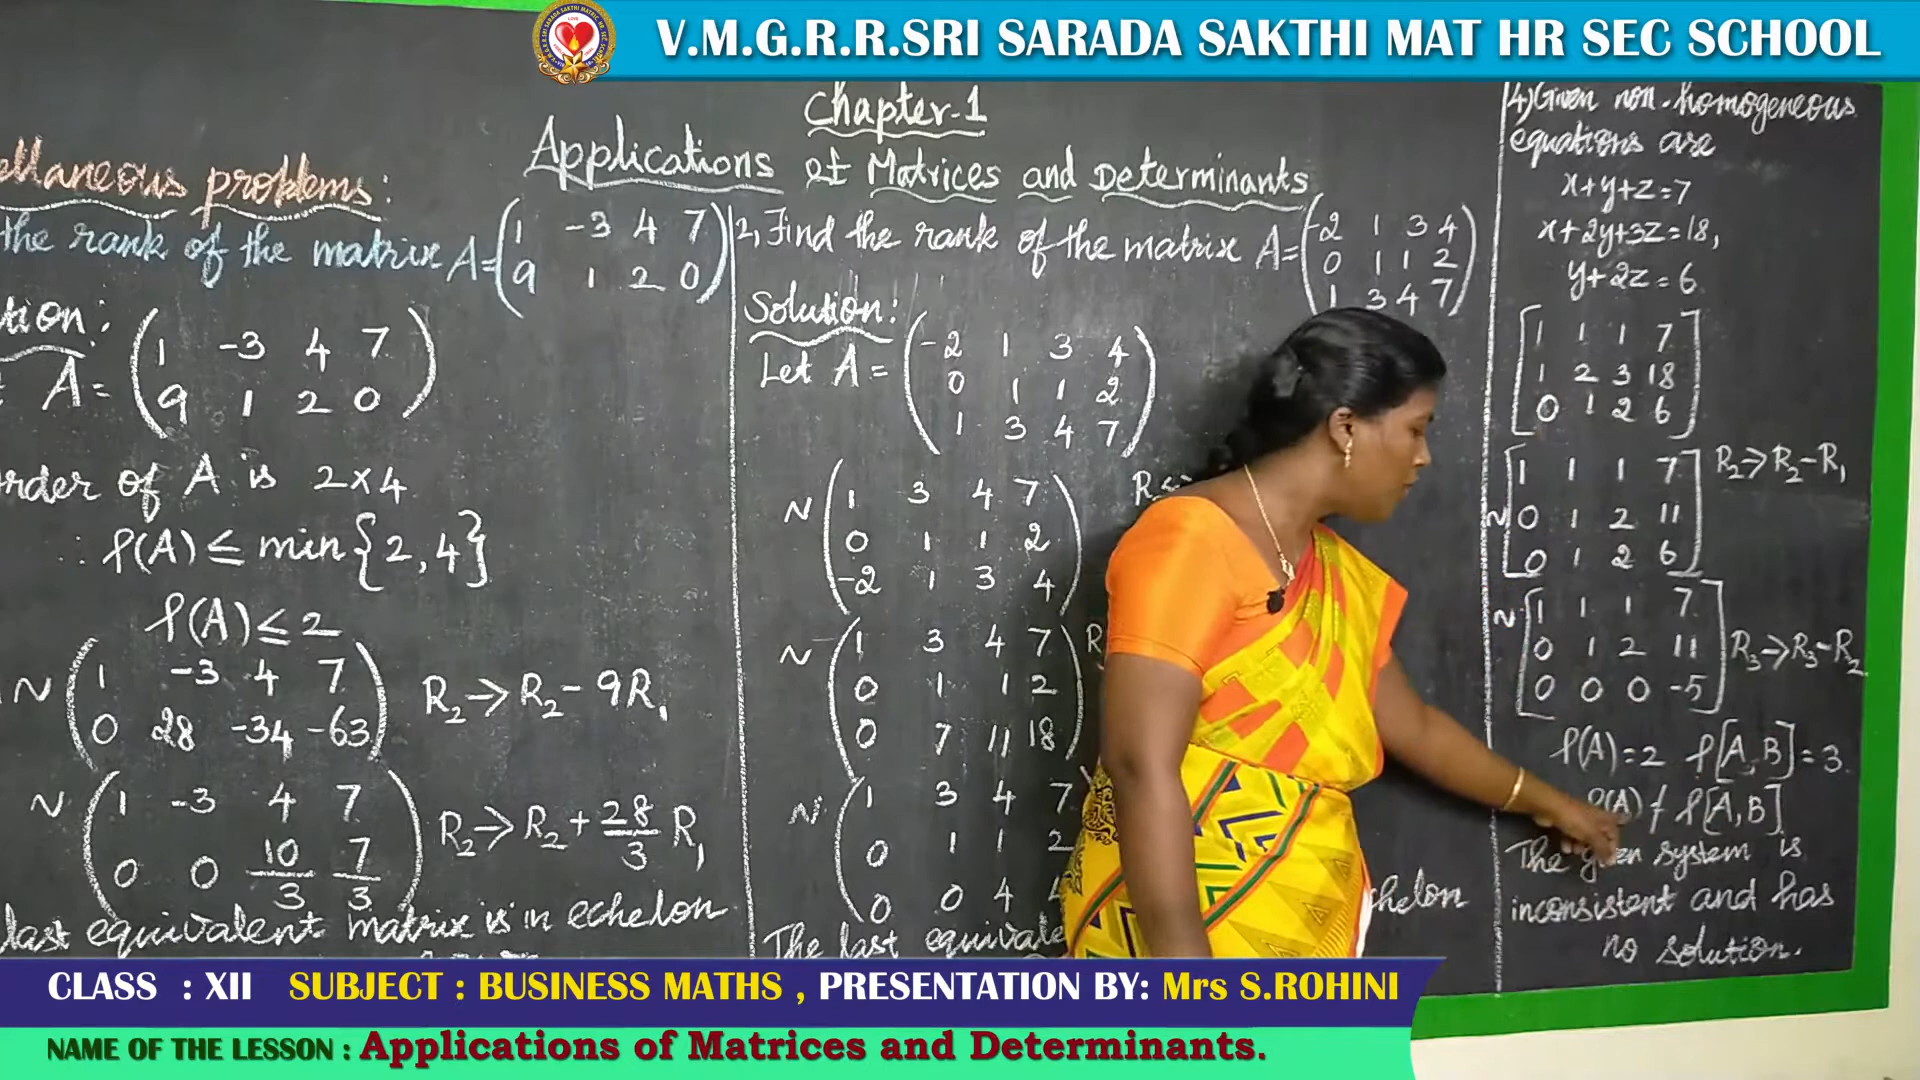 V.M.G.R.R.SRI SARADA SAKTHI MAT HR SEC SCHOOL
Chapter-1
Applications of Matrices and Determinants
ellaneous problems:
the rank of the matrix A=(1 -3 4 7
9 1 2 0)
tion:
A= (1 -3 4 7
9 1 2 0)
order of A is 2×4
∴ ρ(A) ≤ min{2,4}
ρ(A) ≤ 2
~ (1 -3 4 7
0 28 -34 -63) R₂→R₂-9R₁
~ (1 -3 4 7
0 0 10/3 7/3) R₂→R₂+28/3 R₁
last equivalent matrix is in echelon
2, Find the rank of the matrix A=(-2 1 3 4
0 1 1 2
1 3 4 7)
Solution:
Let A = (-2 1 3 4
0 1 1 2
1 3 4 7)
~ (1 3 4 7
0 1 1 2
-2 1 3 4)
~ (1 3 4 7
0 1 1 2
0 7 11 18)
~ (1 3 4 7
0 1 1 2
0 0 4
The last equivale
chelon
4) Given non-homogeneous
equations are
x+y+z=7
x+2y+3z=18,
y+2z=6
[1 1 1 7
1 2 3 18
0 1 2 6]
~ [1 1 1 7
0 1 2 11
0 1 2 6] R₂→R₂-R₁
~ [1 1 1 7
0 1 2 11
0 0 0 -5] R₃→R₃-R₂
ρ(A)=2 ρ[A,B]=3.
ρ(A) ≠ ρ[A,B]
The given system is
inconsistent and has
no solution.
CLASS : XII SUBJECT : BUSINESS MATHS , PRESENTATION BY: Mrs S.ROHINI
NAME OF THE LESSON : Applications of Matrices and Determinants.